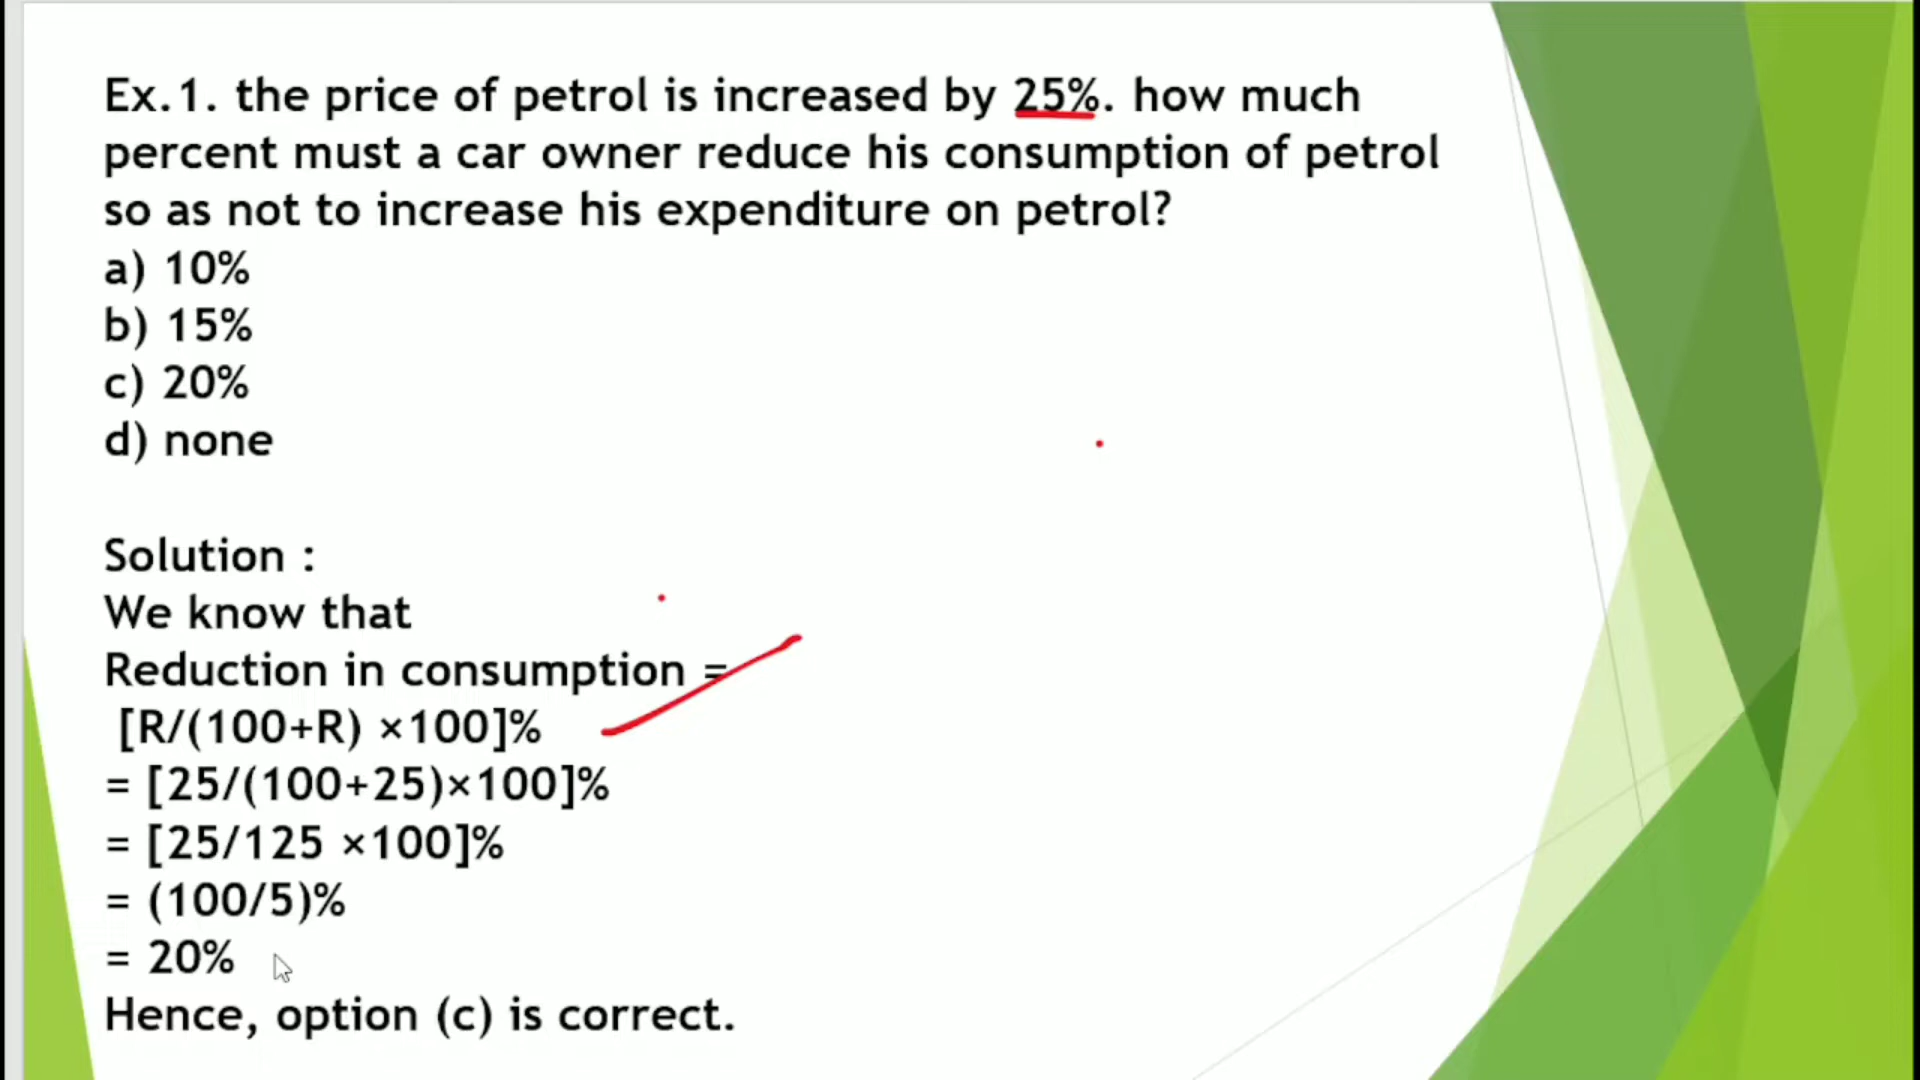 Ex.1. the price of petrol is increased by 25%. how much
percent must a car owner reduce his consumption of petrol
so as not to increase his expenditure on petrol?
a) 10%
b) 15%
c) 20%
d) none
Solution :
We know that
Reduction in consumption =
[R/(100+R) ×100]%
= [25/(100+25)×100]%
= [25/125 ×100]%
= (100/5)%
= 20%
Hence, option (c) is correct.